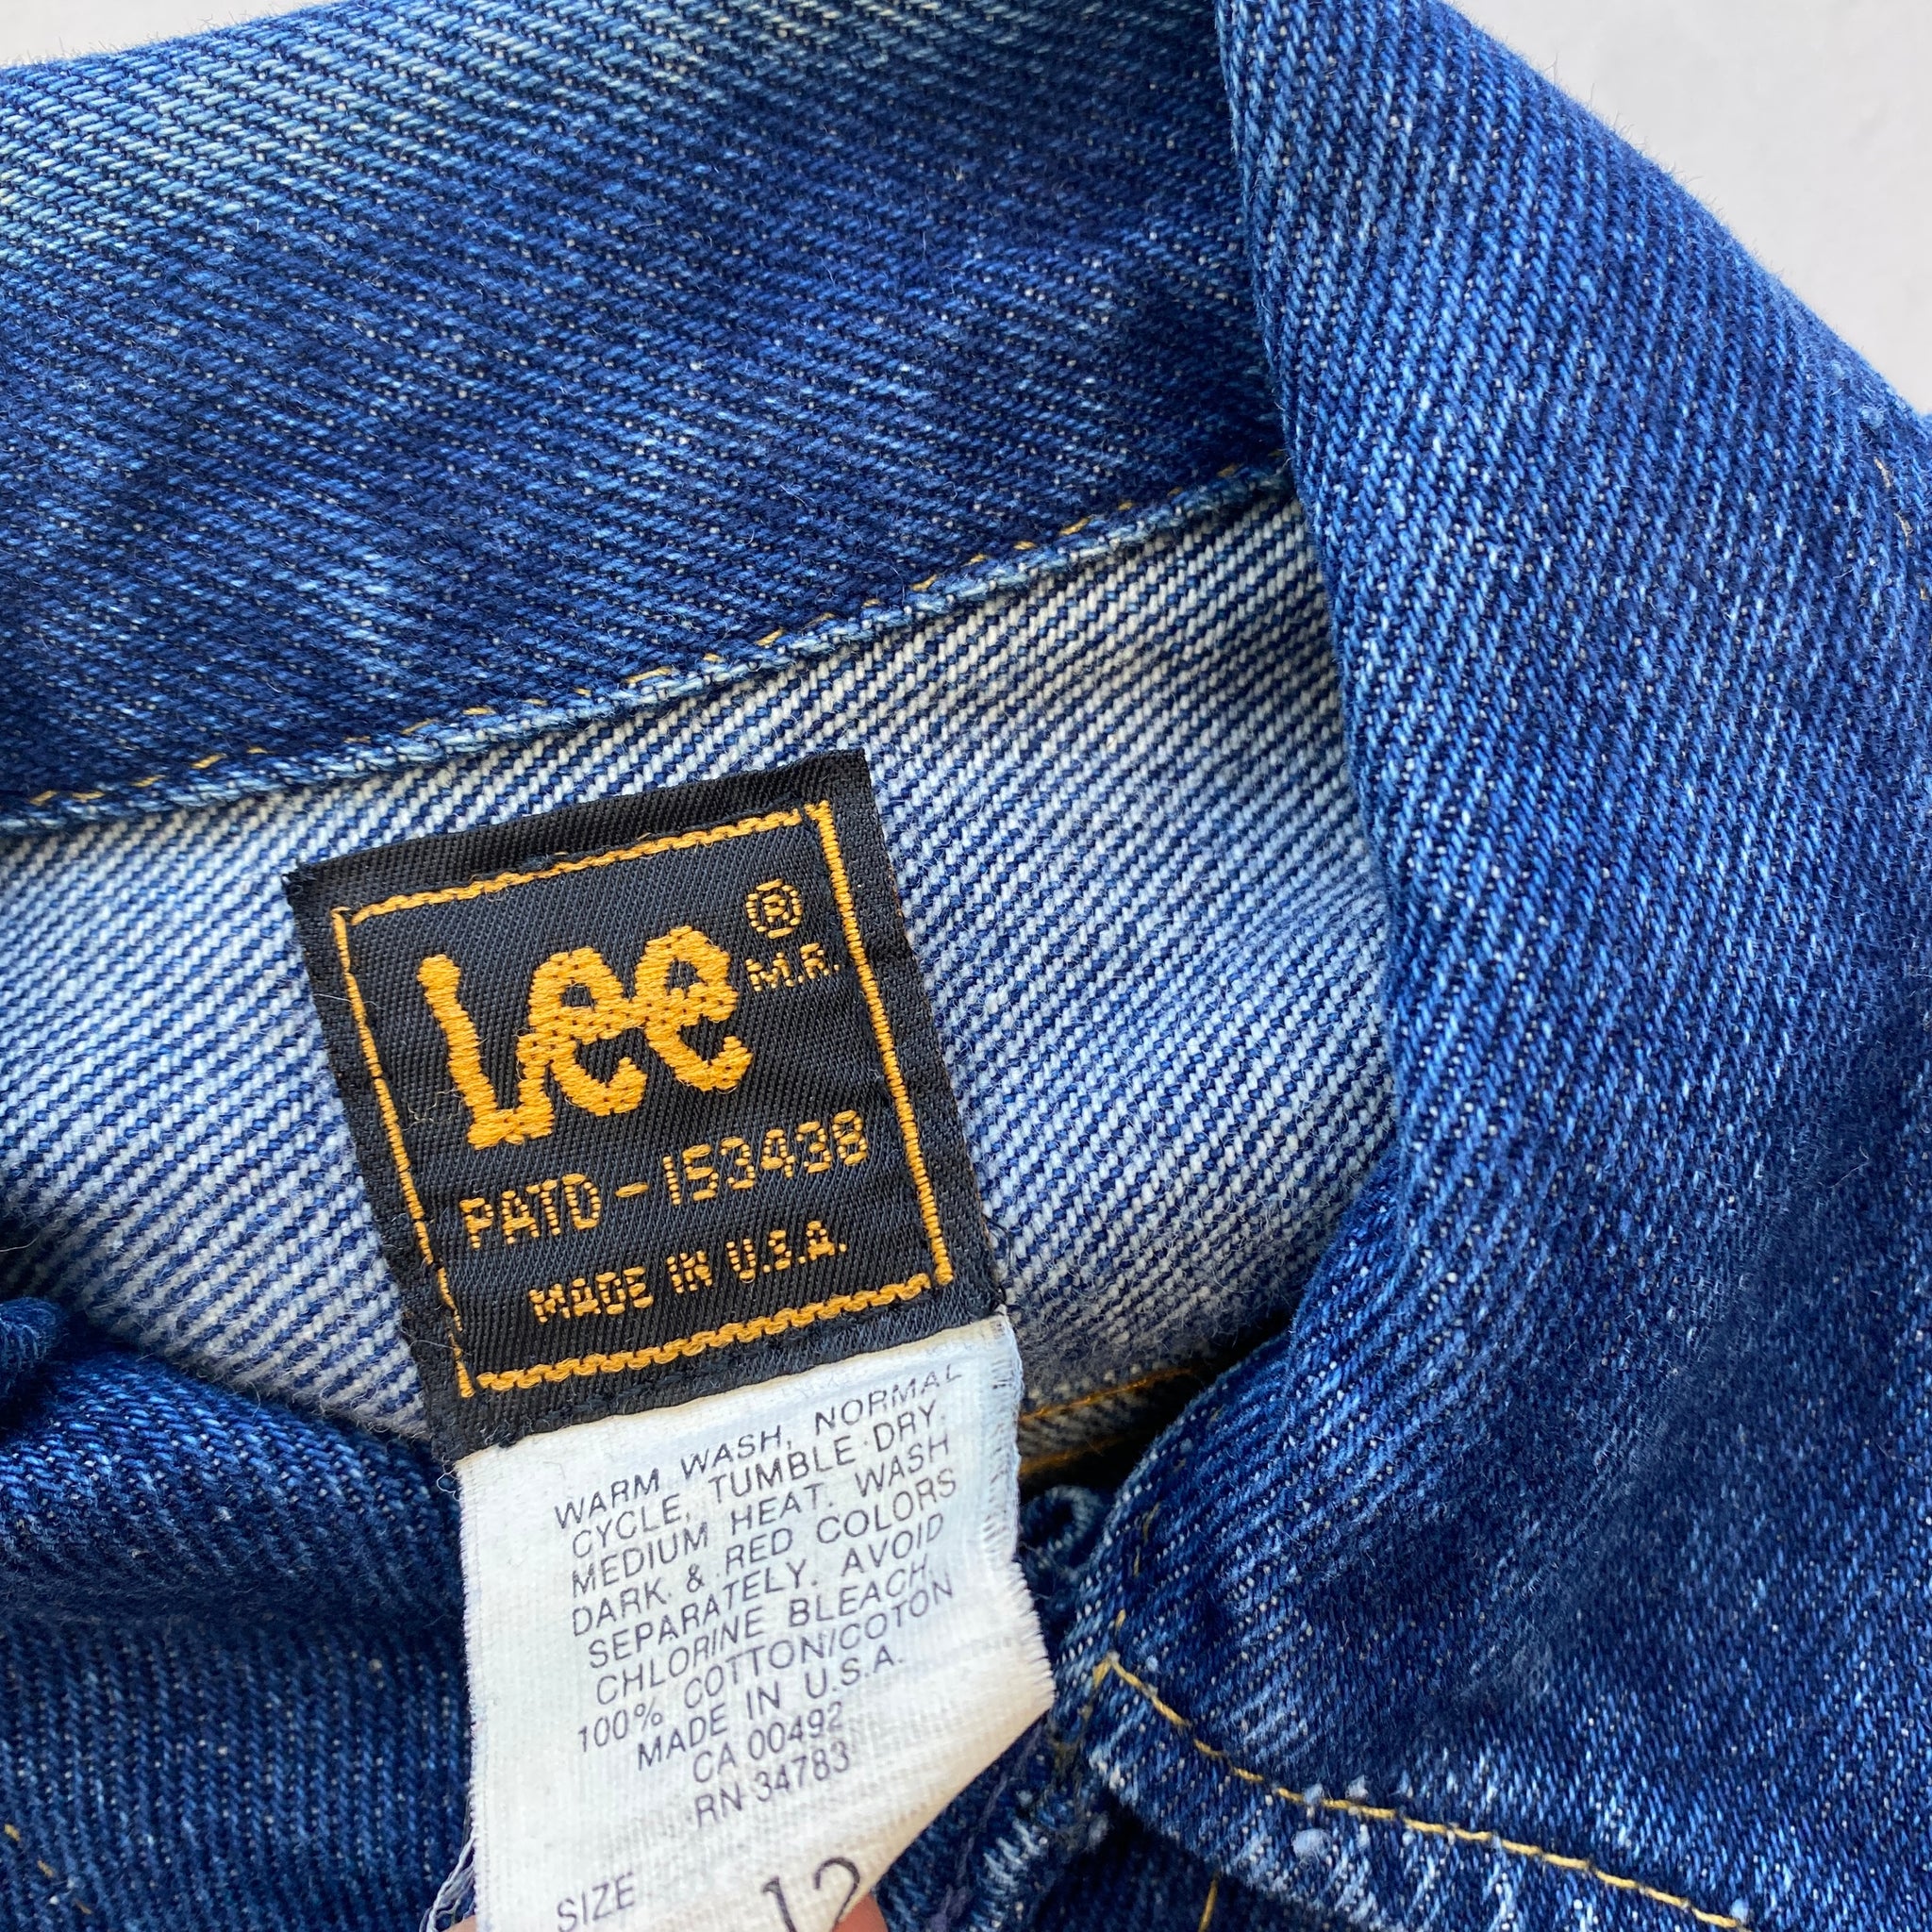 Lee ® M.R.
PATD-153438
MADE IN U.S.A.
WARM WASH, NORMAL
CYCLE, TUMBLE DRY.
MEDIUM HEAT. WASH
DARK & RED COLORS
SEPARATELY. AVOID
CHLORINE BLEACH.
100% COTTON/COTON
MADE IN U.S.A.
CA 00492
RN 34783
SIZE 12